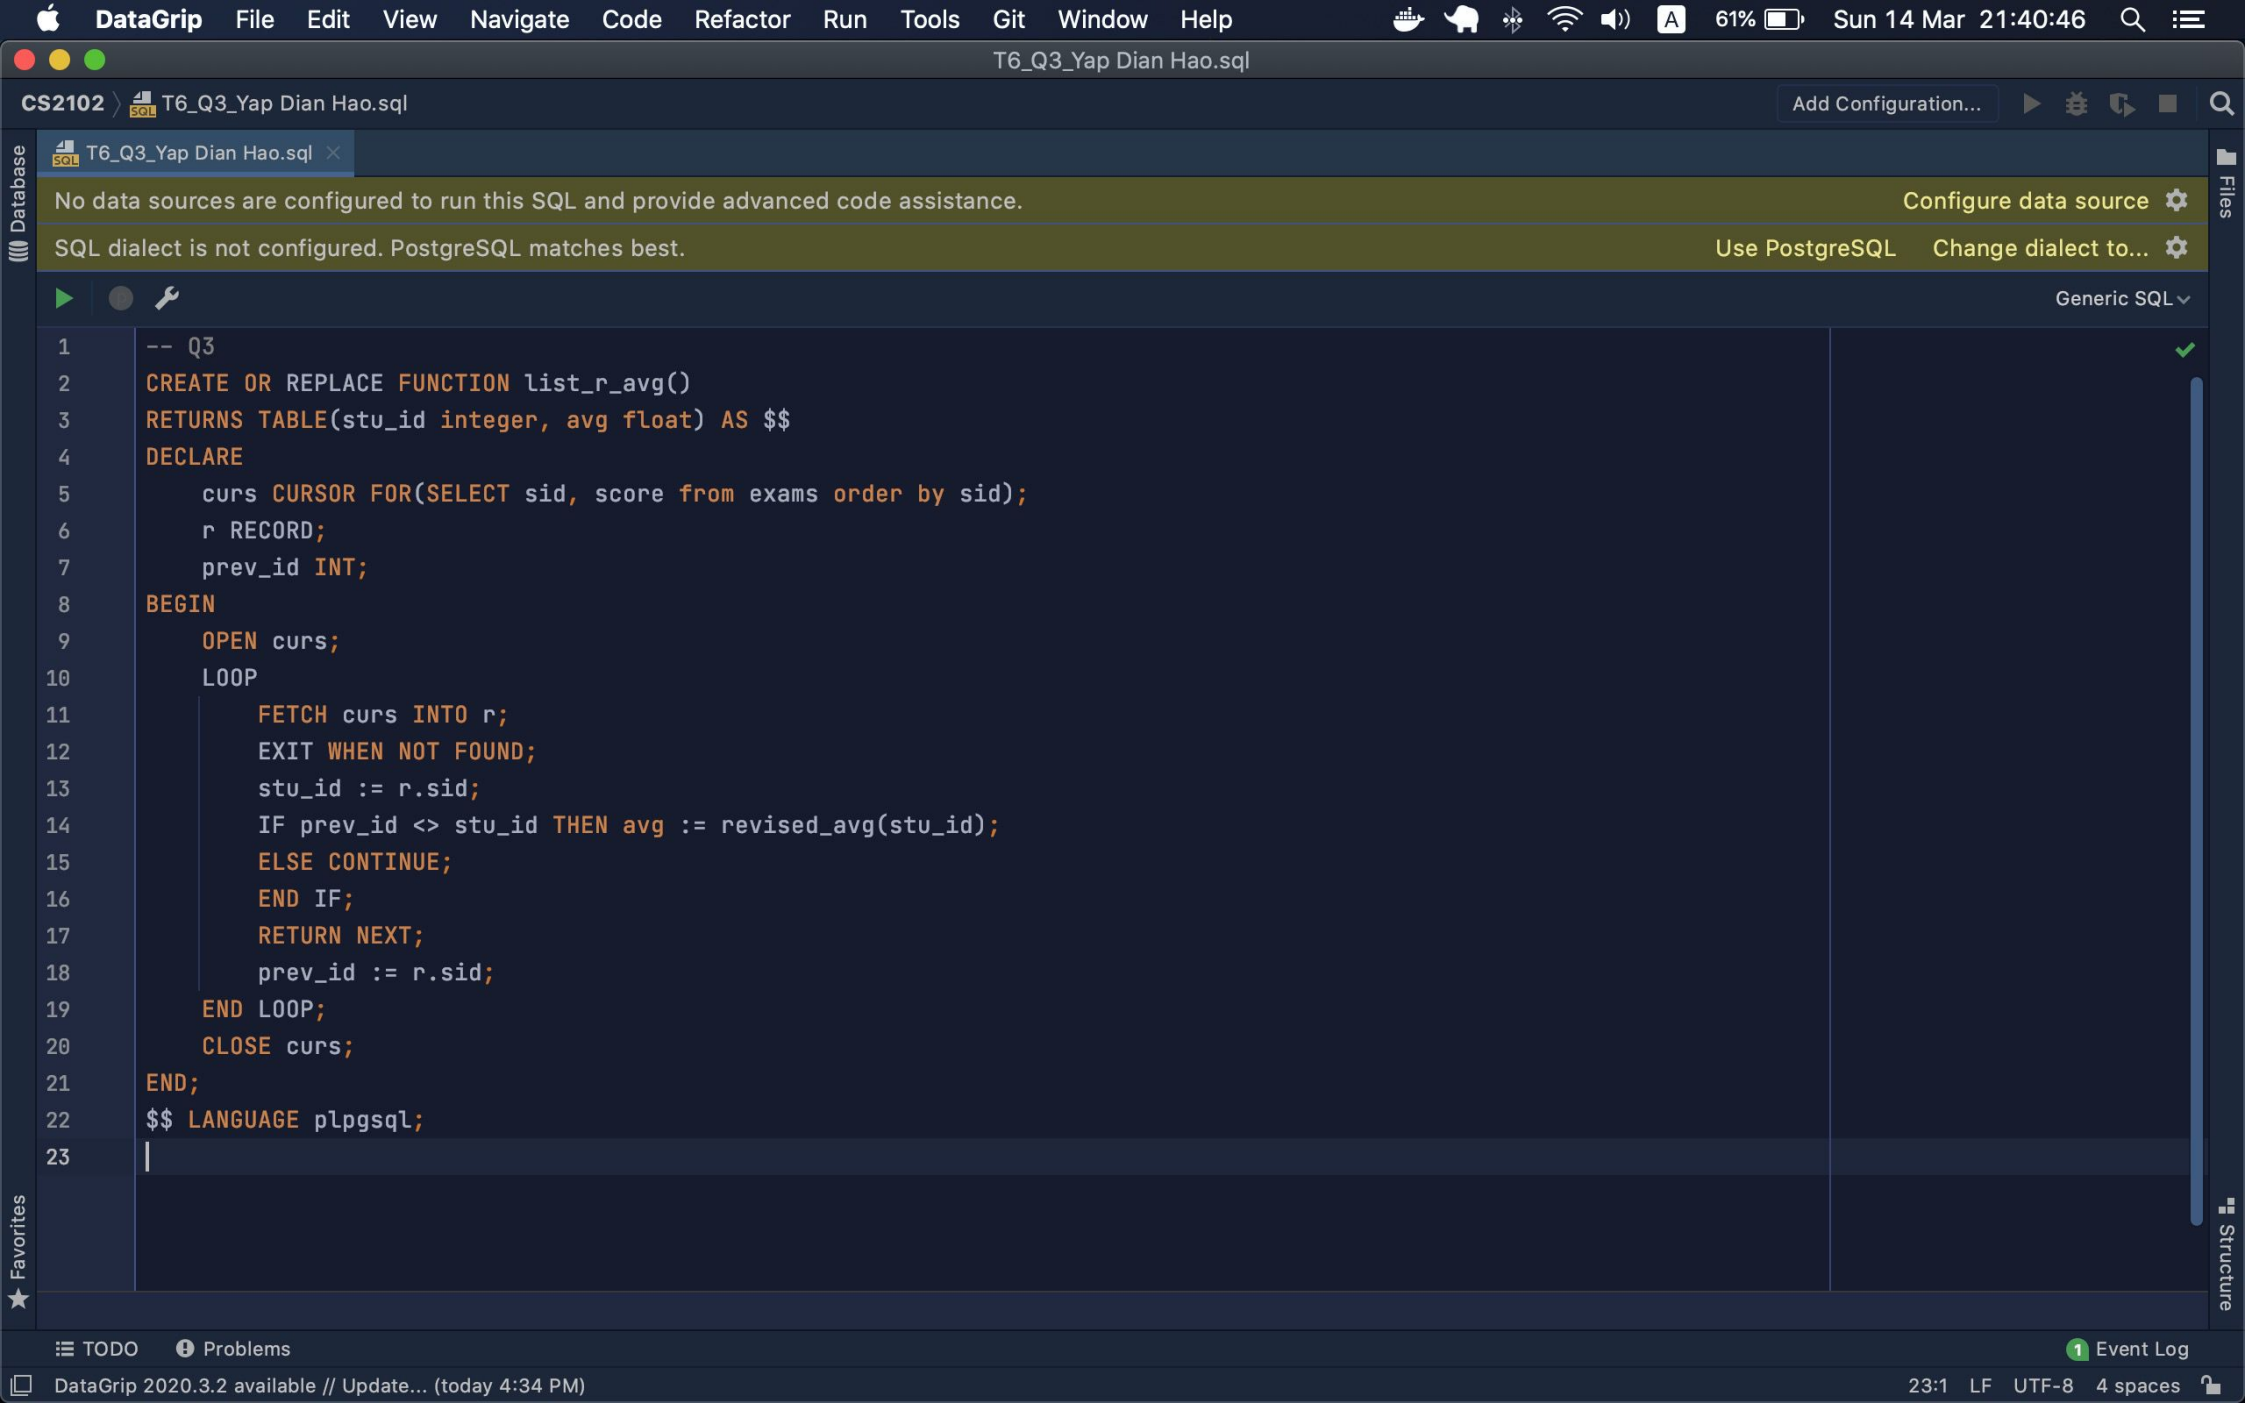 DataGrip File Edit View Navigate Code Refactor Run Tools Git Window Help A 61% Sun 14 Mar 21:40:46
T6_Q3_Yap Dian Hao.sql
CS2102 SQL T6_Q3_Yap Dian Hao.sql Add Configuration...
SQL T6_Q3_Yap Dian Hao.sql
Database
Files
No data sources are configured to run this SQL and provide advanced code assistance. Configure data source
SQL dialect is not configured. PostgreSQL matches best. Use PostgreSQL Change dialect to...
Generic SQL
1 -- Q3
2 CREATE OR REPLACE FUNCTION list_r_avg()
3 RETURNS TABLE(stu_id integer, avg float) AS $$
4 DECLARE
5 curs CURSOR FOR(SELECT sid, score from exams order by sid);
6 r RECORD;
7 prev_id INT;
8 BEGIN
9 OPEN curs;
10 LOOP
11 FETCH curs INTO r;
12 EXIT WHEN NOT FOUND;
13 stu_id := r.sid;
14 IF prev_id <> stu_id THEN avg := revised_avg(stu_id);
15 ELSE CONTINUE;
16 END IF;
17 RETURN NEXT;
18 prev_id := r.sid;
19 END LOOP;
20 CLOSE curs;
21 END;
22 $$ LANGUAGE plpgsql;
23
Favorites
Structure
TODO Problems 1 Event Log
DataGrip 2020.3.2 available // Update... (today 4:34 PM) 23:1 LF UTF-8 4 spaces